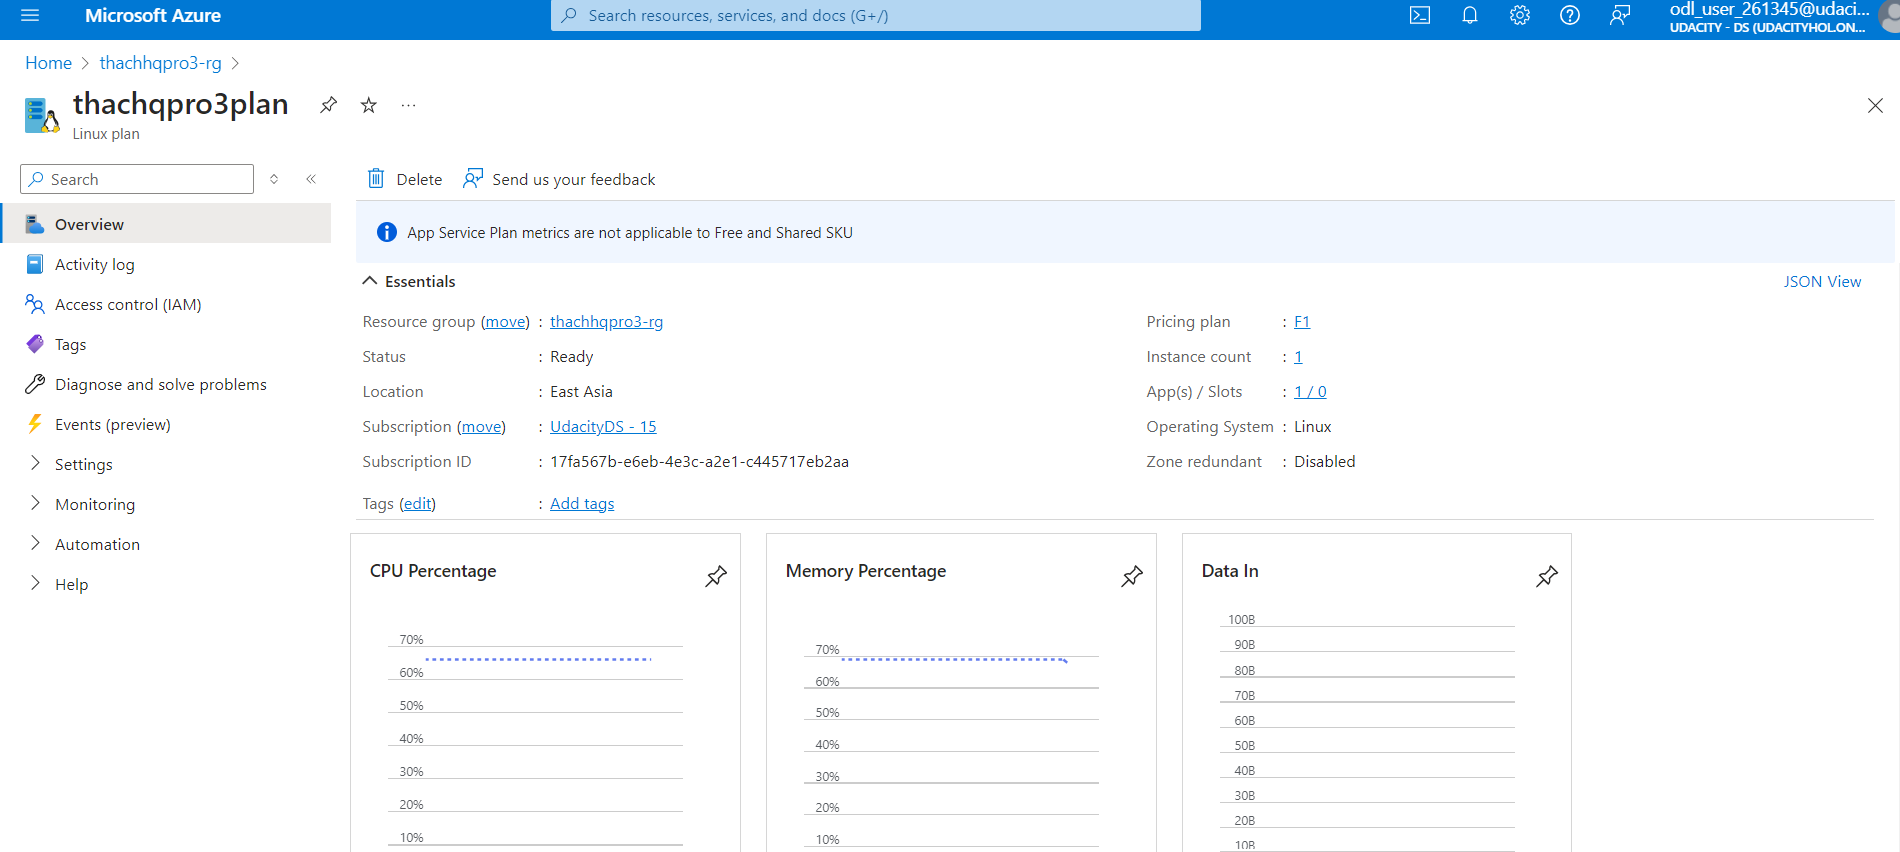 Microsoft Azure
Search resources, services, and docs (G+/)
odl_user_261345@udaci...
UDACITY - DS (UDACITYHOL.ON...
Home > thachhqpro3-rg >
thachqpro3plan
Linux plan
Search
Delete
Send us your feedback
Overview
Activity log
Access control (IAM)
Tags
Diagnose and solve problems
Events (preview)
Settings
Monitoring
Automation
Help
App Service Plan metrics are not applicable to Free and Shared SKU
Essentials
JSON View
Resource group (move) : thachhqpro3-rg
Status : Ready
Location : East Asia
Subscription (move) : UdacityDS - 15
Subscription ID : 17fa567b-e6eb-4e3c-a2e1-c445717eb2aa
Tags (edit) : Add tags
Pricing plan : F1
Instance count : 1
App(s) / Slots : 1 / 0
Operating System : Linux
Zone redundant : Disabled
CPU Percentage
70%
60%
50%
40%
30%
20%
10%
Memory Percentage
70%
60%
50%
40%
30%
20%
10%
Data In
100B
90B
80B
70B
60B
50B
40B
30B
20B
10B